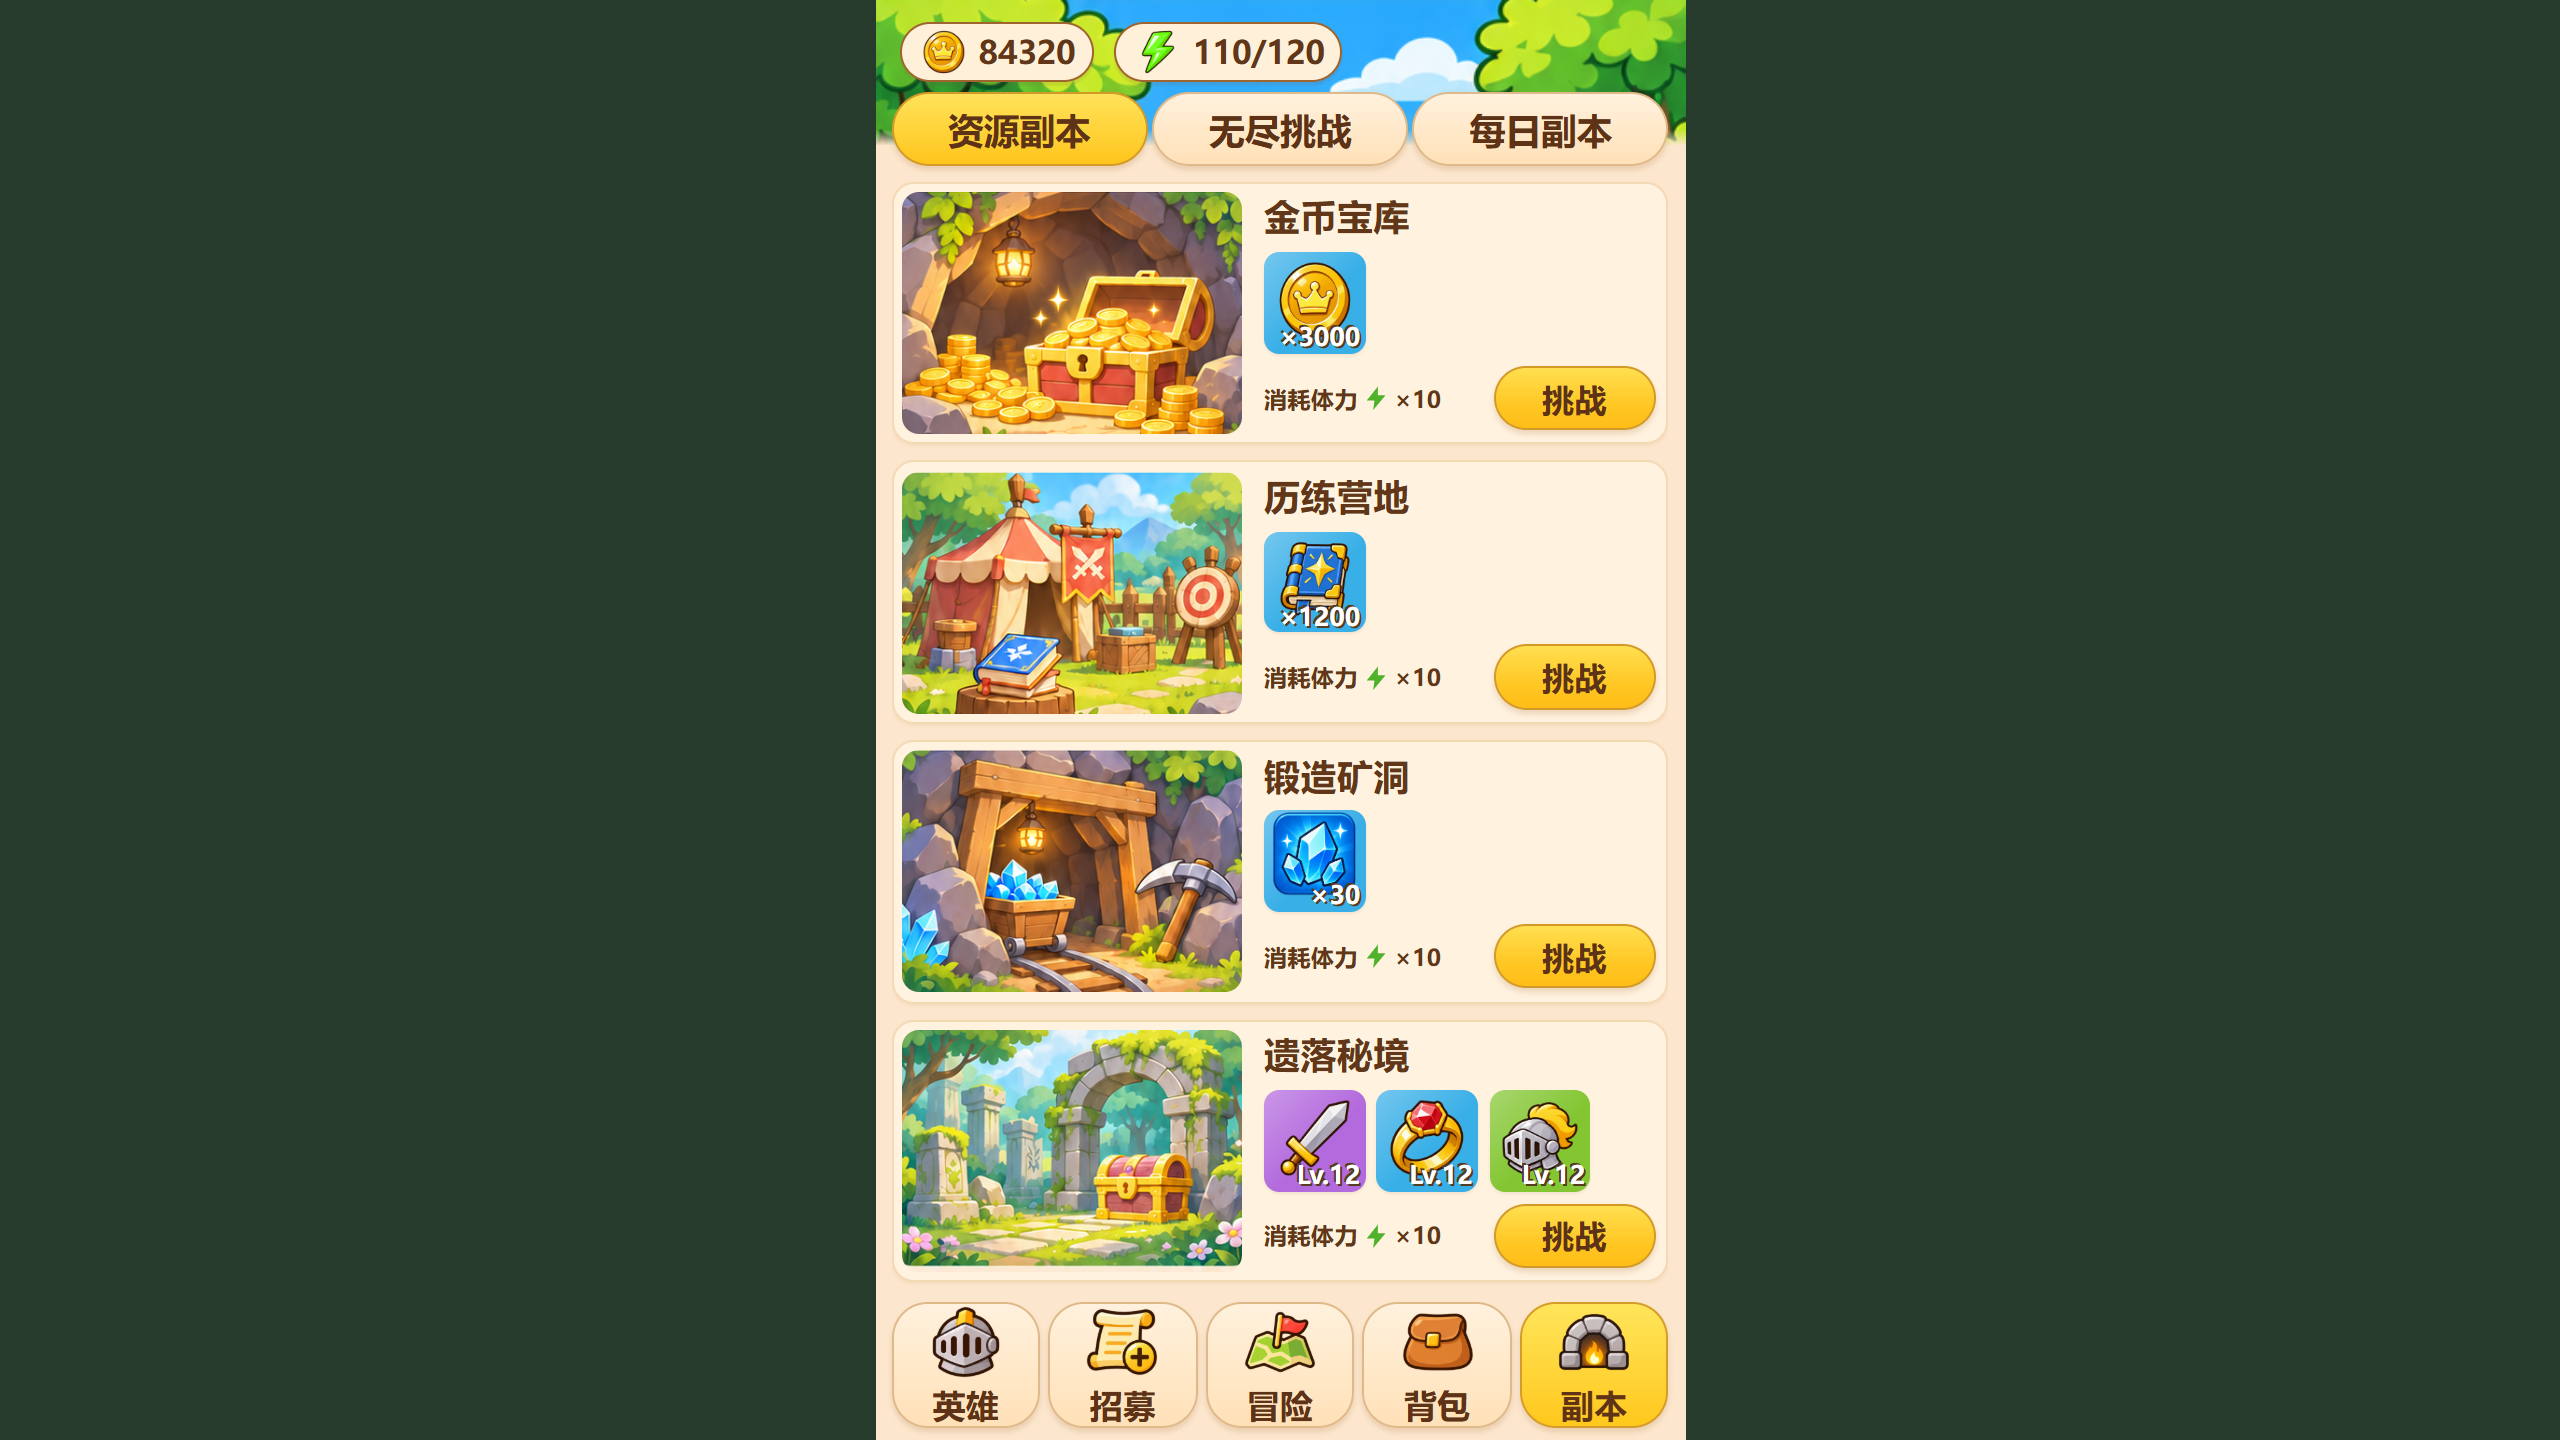 84320 110/120
资源副本 无尽挑战 每日副本
金币宝库
×3000
消耗体力 ×10 挑战
历练营地
×1200
消耗体力 ×10 挑战
锻造矿洞
×30
消耗体力 ×10 挑战
遗落秘境
Lv.12 Lv.12 Lv.12
消耗体力 ×10 挑战
英雄 招募 冒险 背包 副本